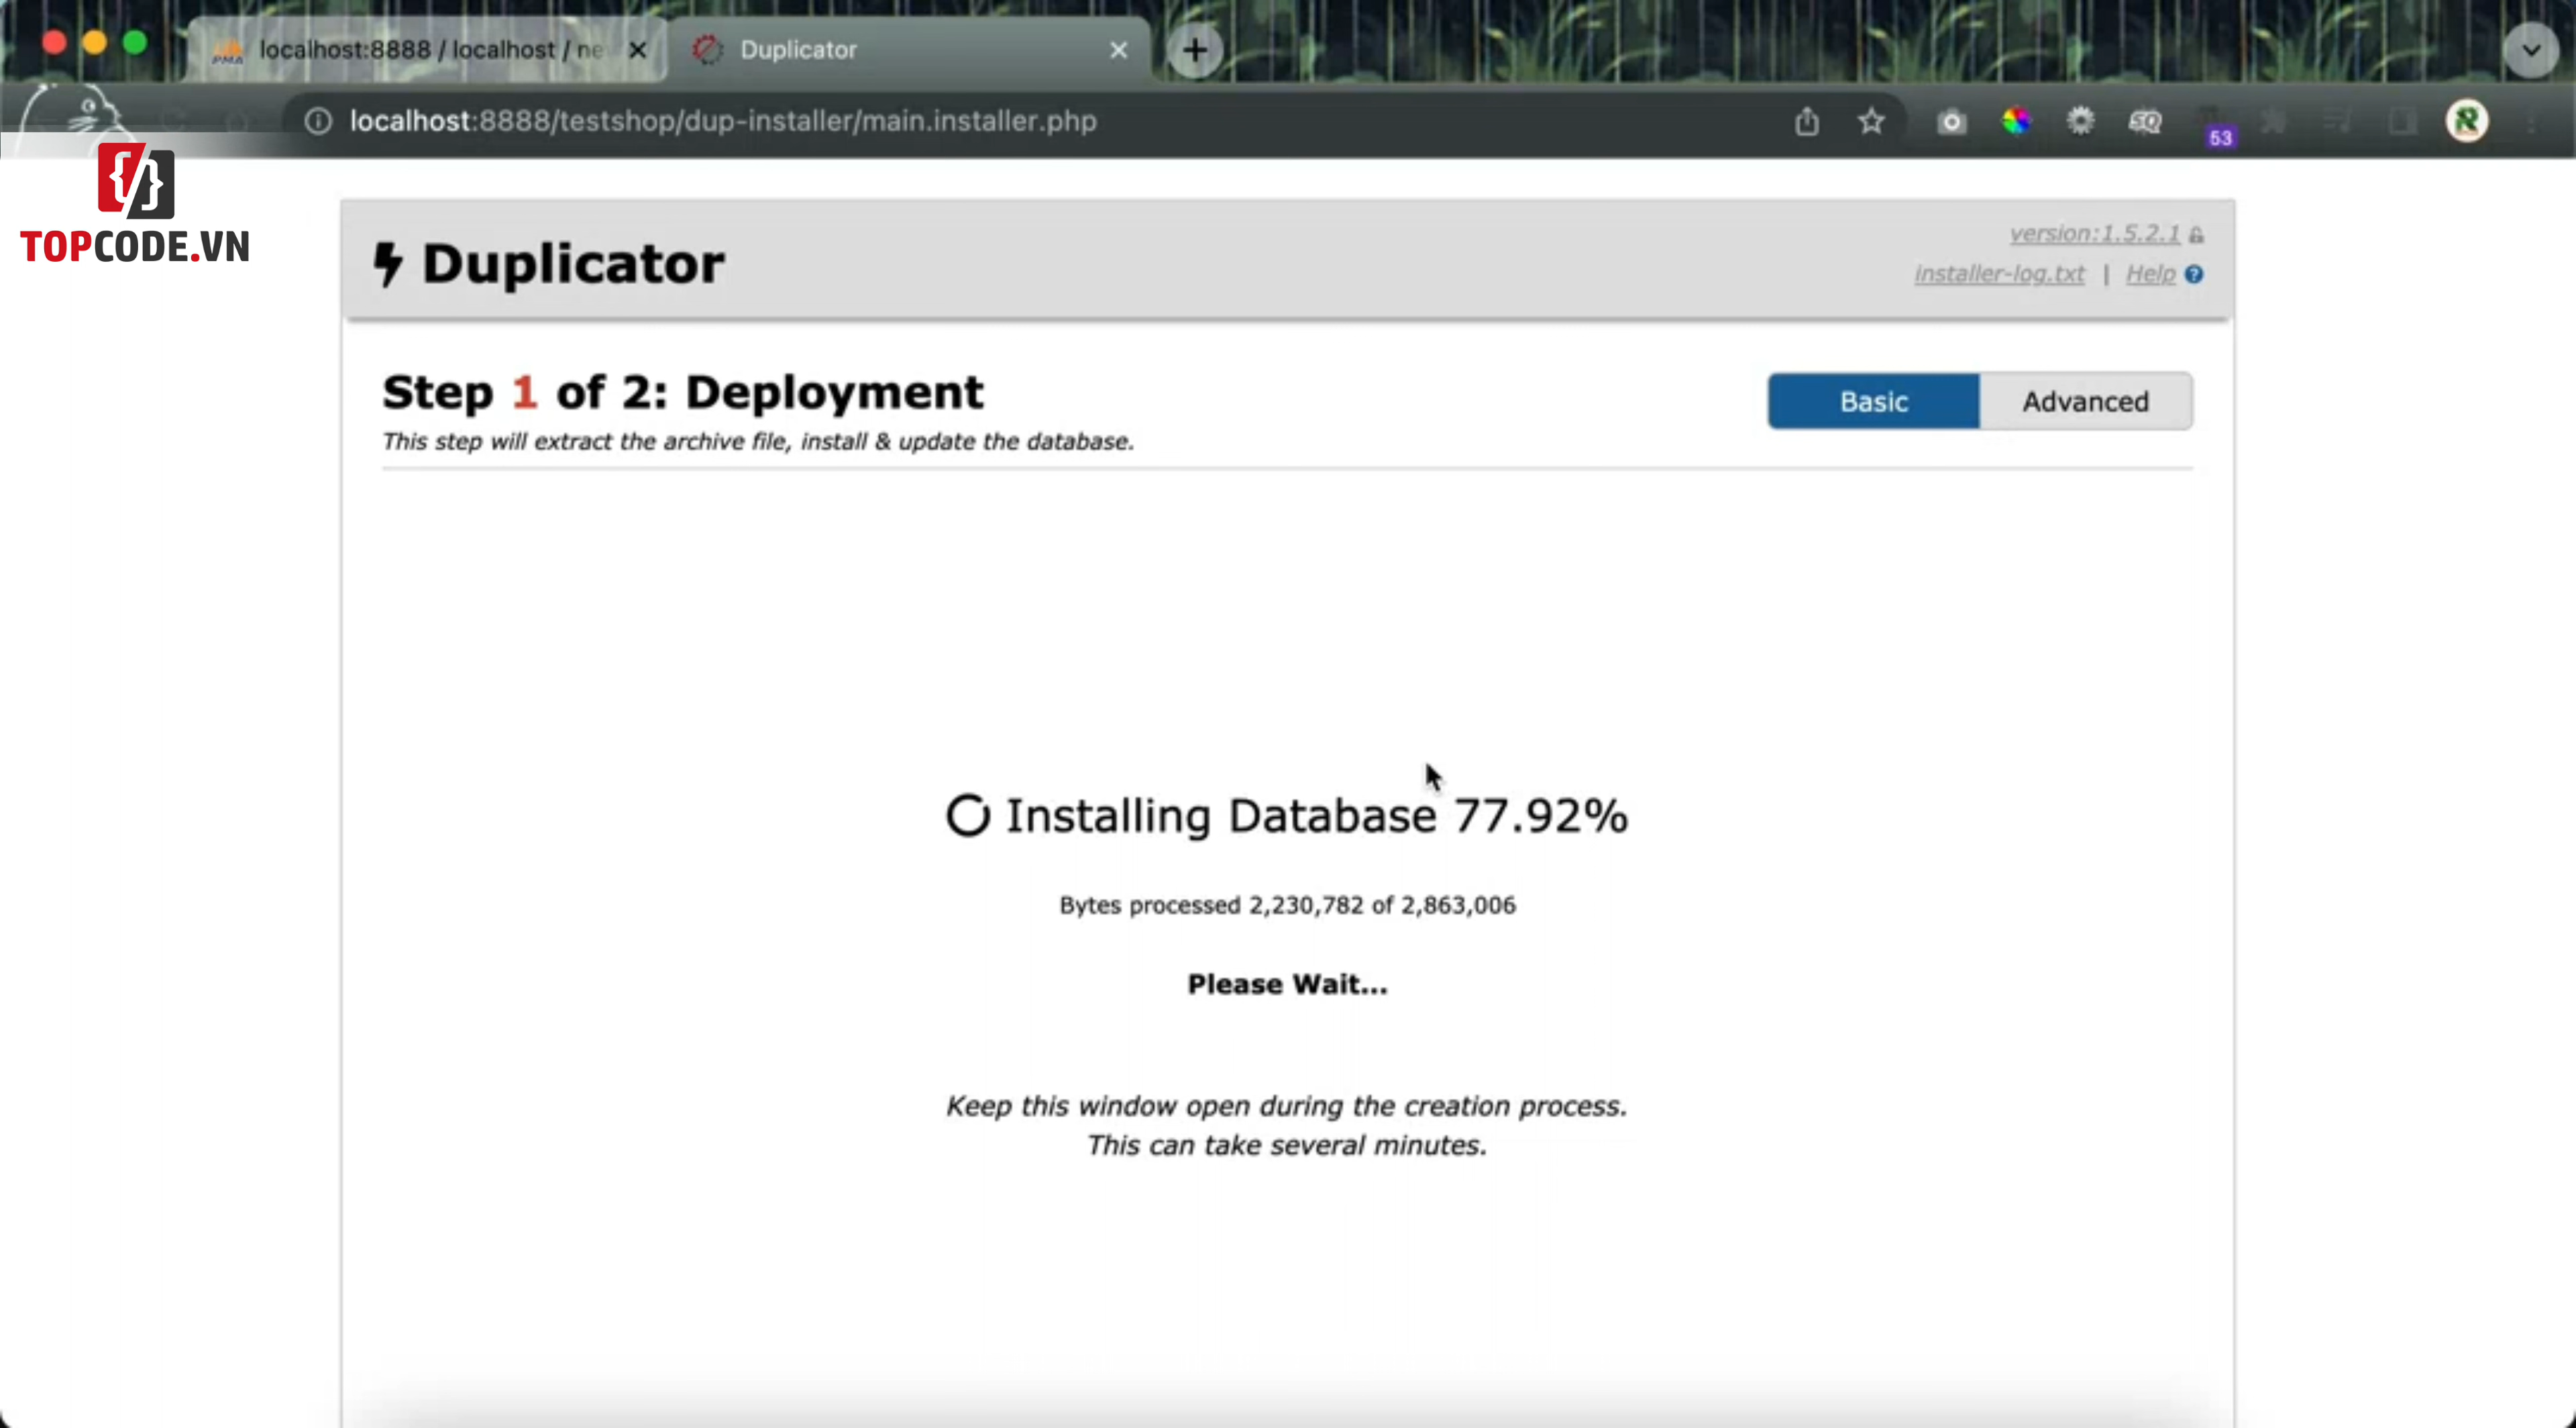 localhost:8888 / localhost / ne
Duplicator
localhost:8888/testshop/dup-installer/main.installer.php
53
TOPCODE.VN
Duplicator
version:1.5.2.1
installer-log.txt | Help ?
Step 1 of 2: Deployment
Basic
Advanced
This step will extract the archive file, install & update the database.
Installing Database 77.92%
Bytes processed 2,230,782 of 2,863,006
Please Wait...
Keep this window open during the creation process.
This can take several minutes.